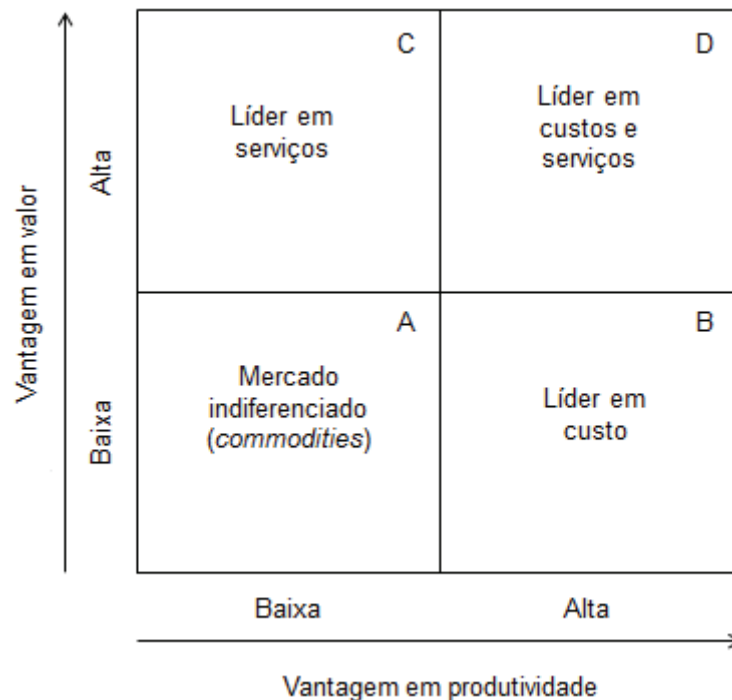 C
Líder em
serviços
D
Líder em
custos e
serviços
A
Mercado
indiferenciado
(commodities)
B
Líder em
custo
Vantagem em valor
Alta
Baixa
Baixa
Alta
Vantagem em produtividade